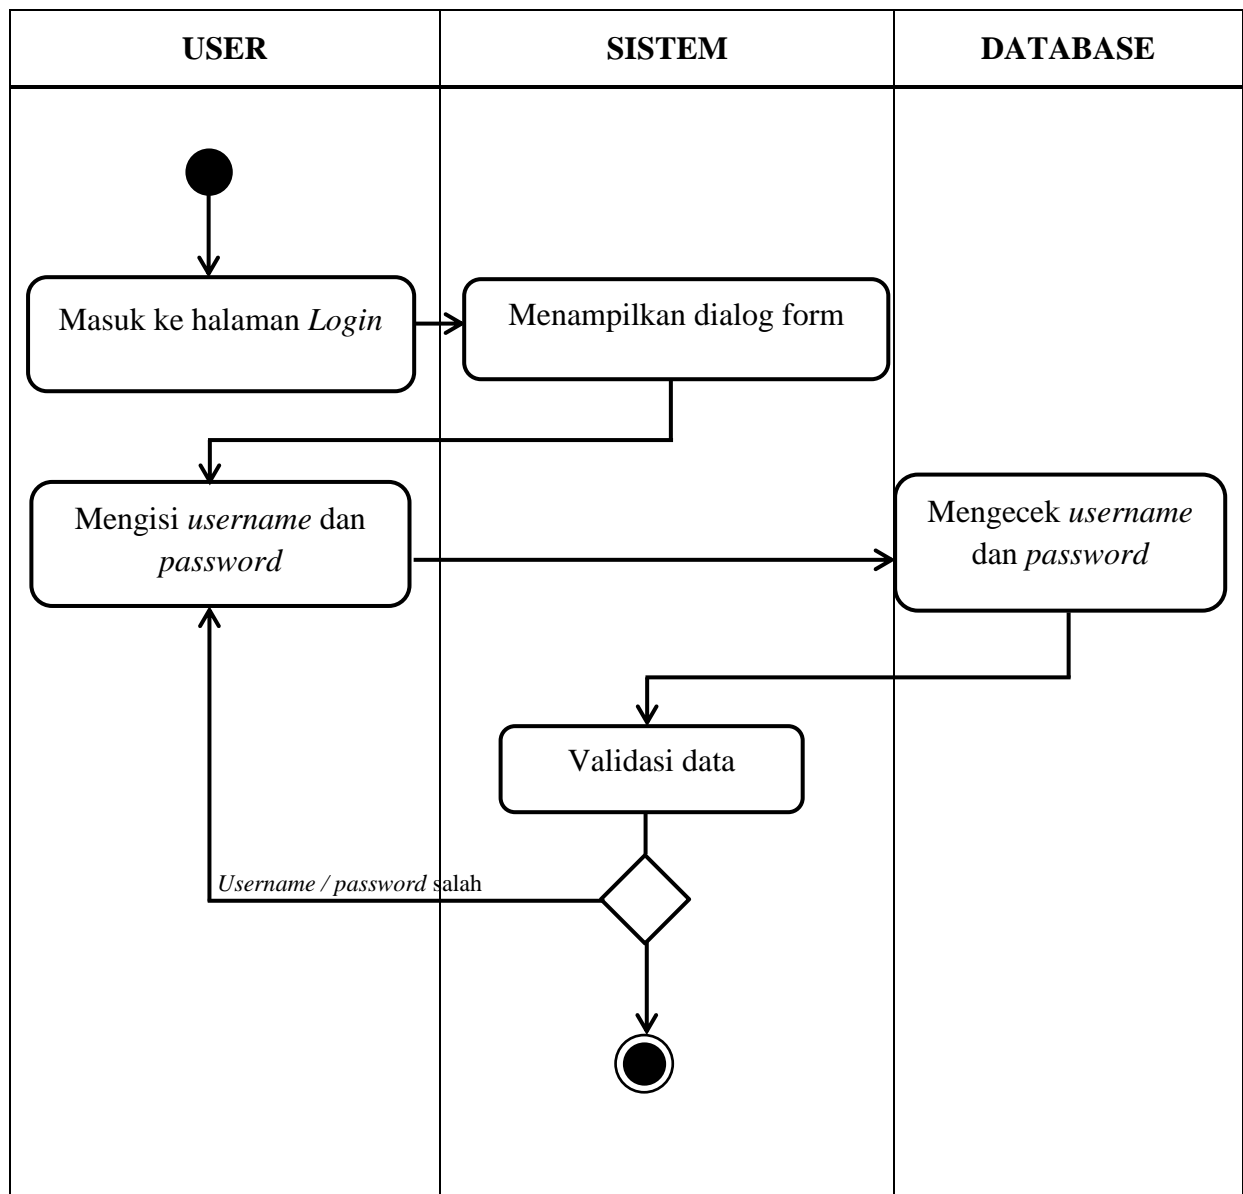 USER
SISTEM
DATABASE
Masuk ke halaman Login
Menampilkan dialog form
Mengisi username dan
password
Mengecek username
dan password
Validasi data
Username / password salah